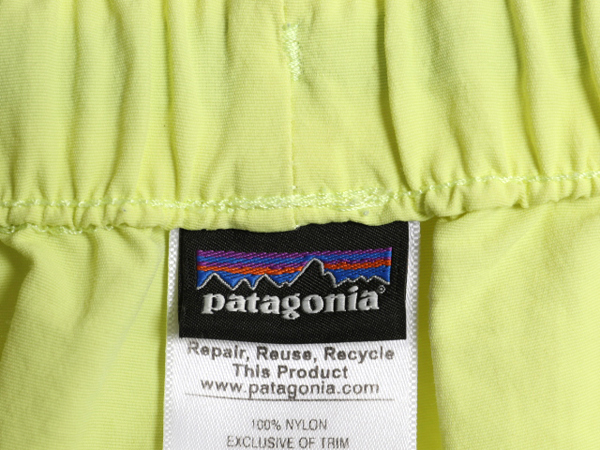 patagonia®
Repair, Reuse, Recycle
This Product
www.patagonia.com
100% NYLON
EXCLUSIVE OF TRIM